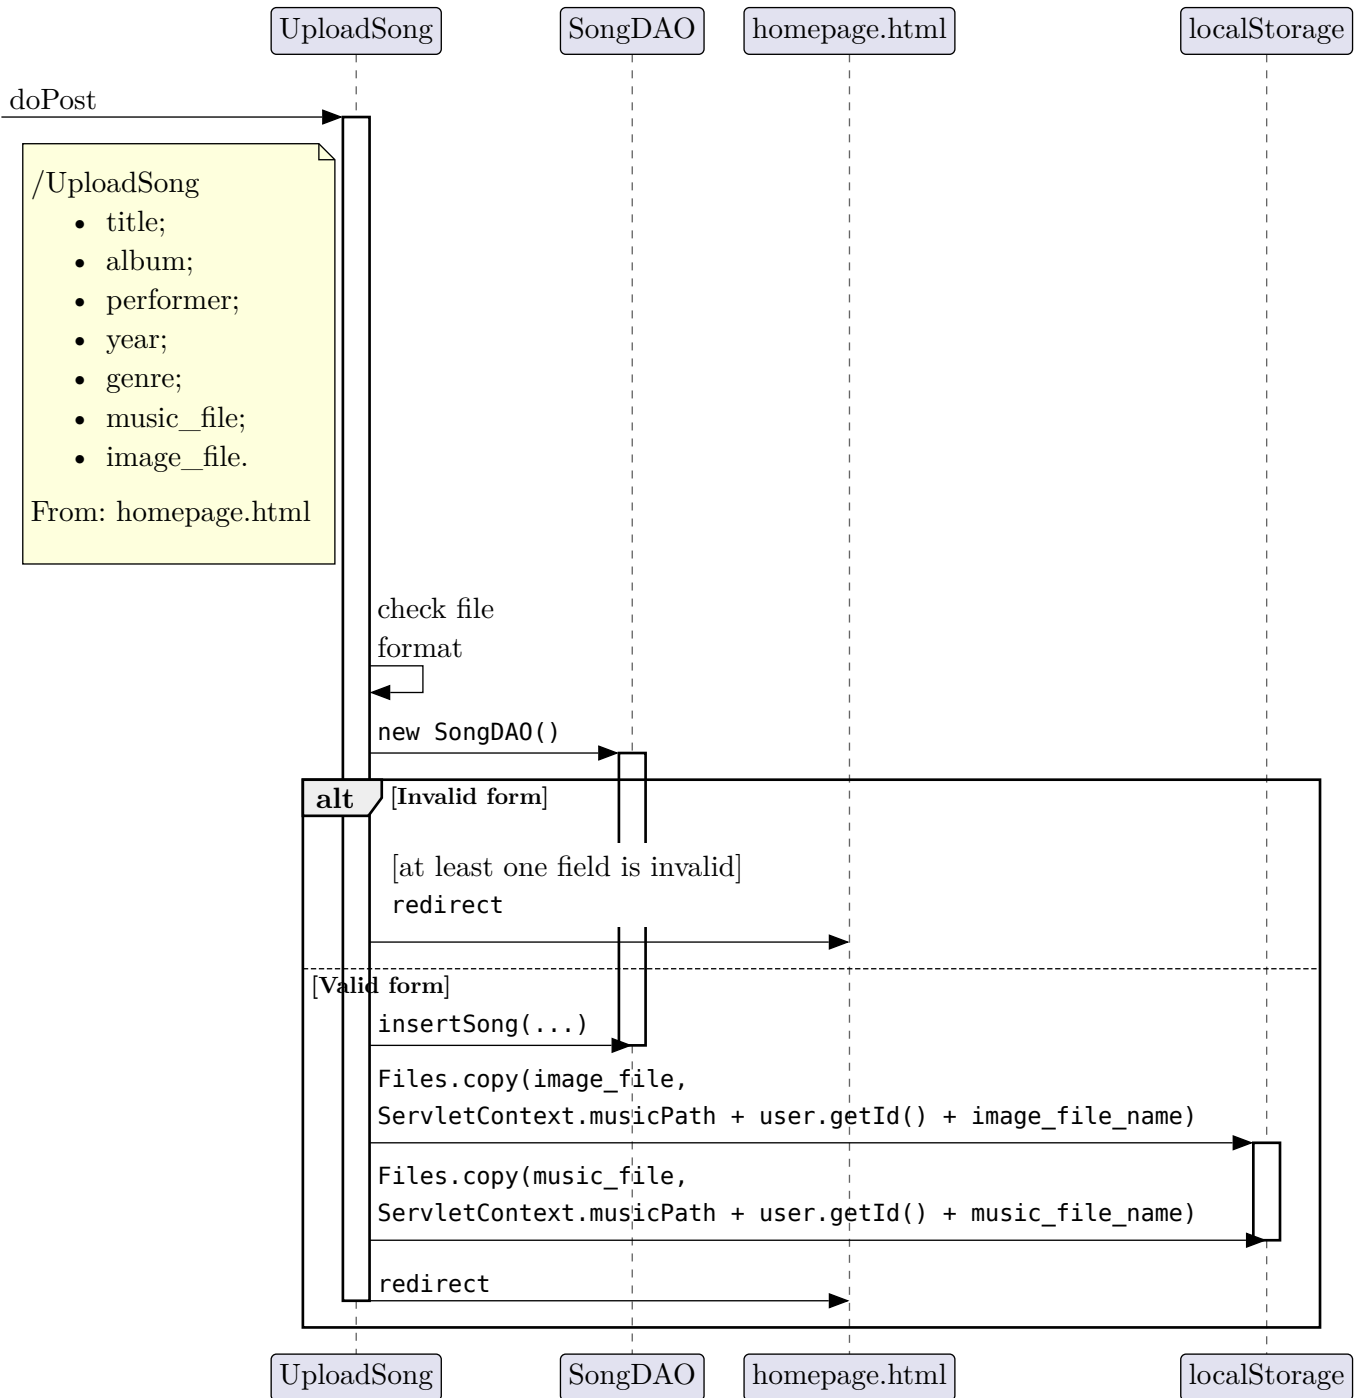 UploadSong
SongDAO
homepage.html
localStorage
doPost
/UploadSong
• title;
• album;
• performer;
• year;
• genre;
• music_file;
• image_file.
From: homepage.html
check file
format
new SongDAO()
alt
[Invalid form]
[at least one field is invalid]
redirect
[Valid form]
insertSong(...)
Files.copy(image_file,
ServletContext.musicPath + user.getId() + image_file_name)
Files.copy(music_file,
ServletContext.musicPath + user.getId() + music_file_name)
redirect
UploadSong
SongDAO
homepage.html
localStorage